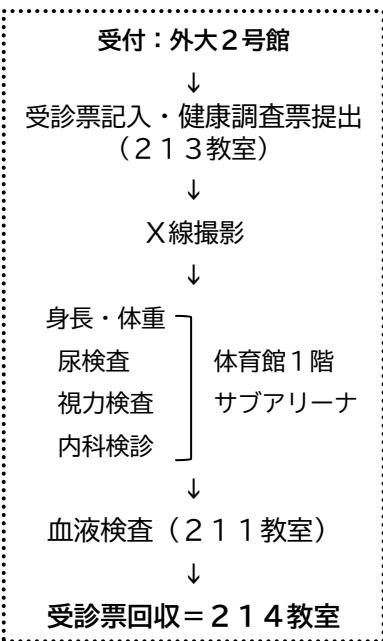 受付：外大２号館
↓
受診票記入・健康調査票提出
（２１３教室）
↓
Ｘ線撮影
↓
身長・体重
尿検査
視力検査
内科検診
体育館１階
サブアリーナ
↓
血液検査（２１１教室）
↓
受診票回収＝２１４教室